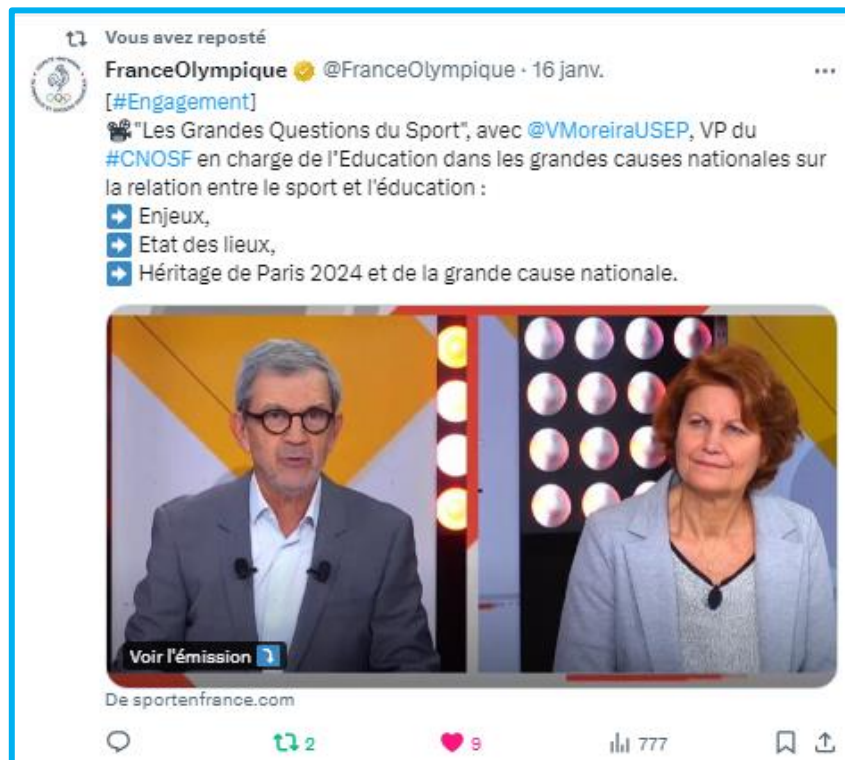 Vous avez reposté
FranceOlympique @FranceOlympique · 16 janv.
[#Engagement]
"Les Grandes Questions du Sport", avec @VMoreiraUSEP, VP du
#CNOSF en charge de l'Education dans les grandes causes nationales sur
la relation entre le sport et l'éducation :
Enjeux,
Etat des lieux,
Héritage de Paris 2024 et de la grande cause nationale.
Voir l'émission
De sportenfrance.com
2 9 777